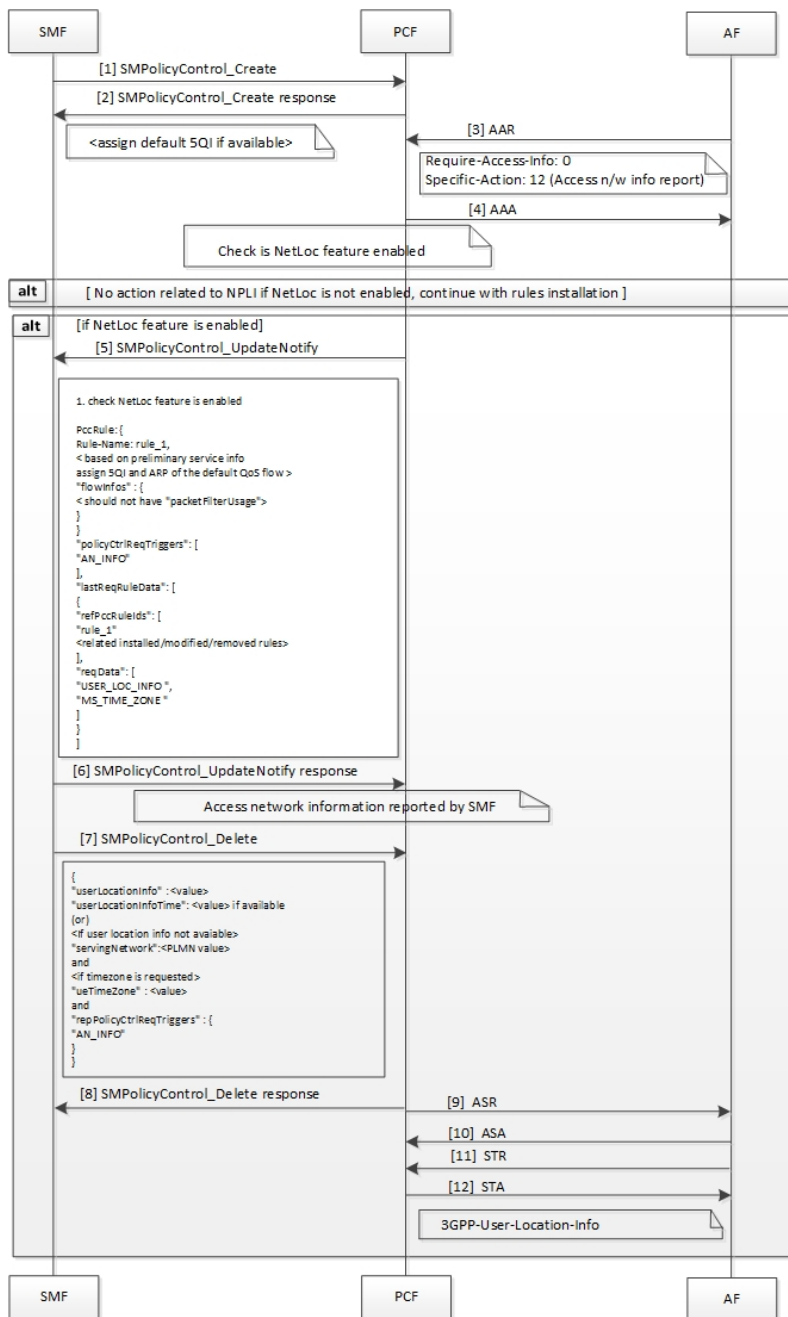 SMF
PCF
AF
[1] SMPolicyControl_Create
[2] SMPolicyControl_Create response
<assign default 5QI if available>
[3] AAR
Require-Access-Info: 0
Specific-Action: 12 (Access n/w info report)
[4] AAA
Check is NetLoc feature enabled
alt
[ No action related to NPLI if NetLoc is not enabled, continue with rules installation ]
alt
[if NetLoc feature is enabled]
[5] SMPolicyControl_UpdateNotify
1. check NetLoc feature is enabled
PccRule: {
Rule-Name: rule_1,
< based on preliminary service info
assign 5QI and ARP of the default QoS flow >
"flowInfos" : {
< should not have "packetFilterUsage">
}
}
"policyCtrlReqTriggers": [
"AN_INFO"
],
"lastReqRuleData": [
{
"refPccRuleIds": [
"rule_1"
<related installed/modified/removed rules>
],
"reqData": [
"USER_LOC_INFO ",
"MS_TIME_ZONE "
]
}
]
[6] SMPolicyControl_UpdateNotify response
Access network information reported by SMF
[7] SMPolicyControl_Delete
{
"userLocationInfo" : <value>
"userLocationInfoTime": <value> if available
(or)
<If user location info not avaiable>
"servingNetwork":<PLMN value>
and
<if timezone is requested>
"ueTimeZone" : <value>
and
"repPolicyCtrlReqTriggers" : {
"AN_INFO"
}
}
[8] SMPolicyControl_Delete response
[9] ASR
[10] ASA
[11] STR
[12] STA
3GPP-User-Location-Info
SMF
PCF
AF